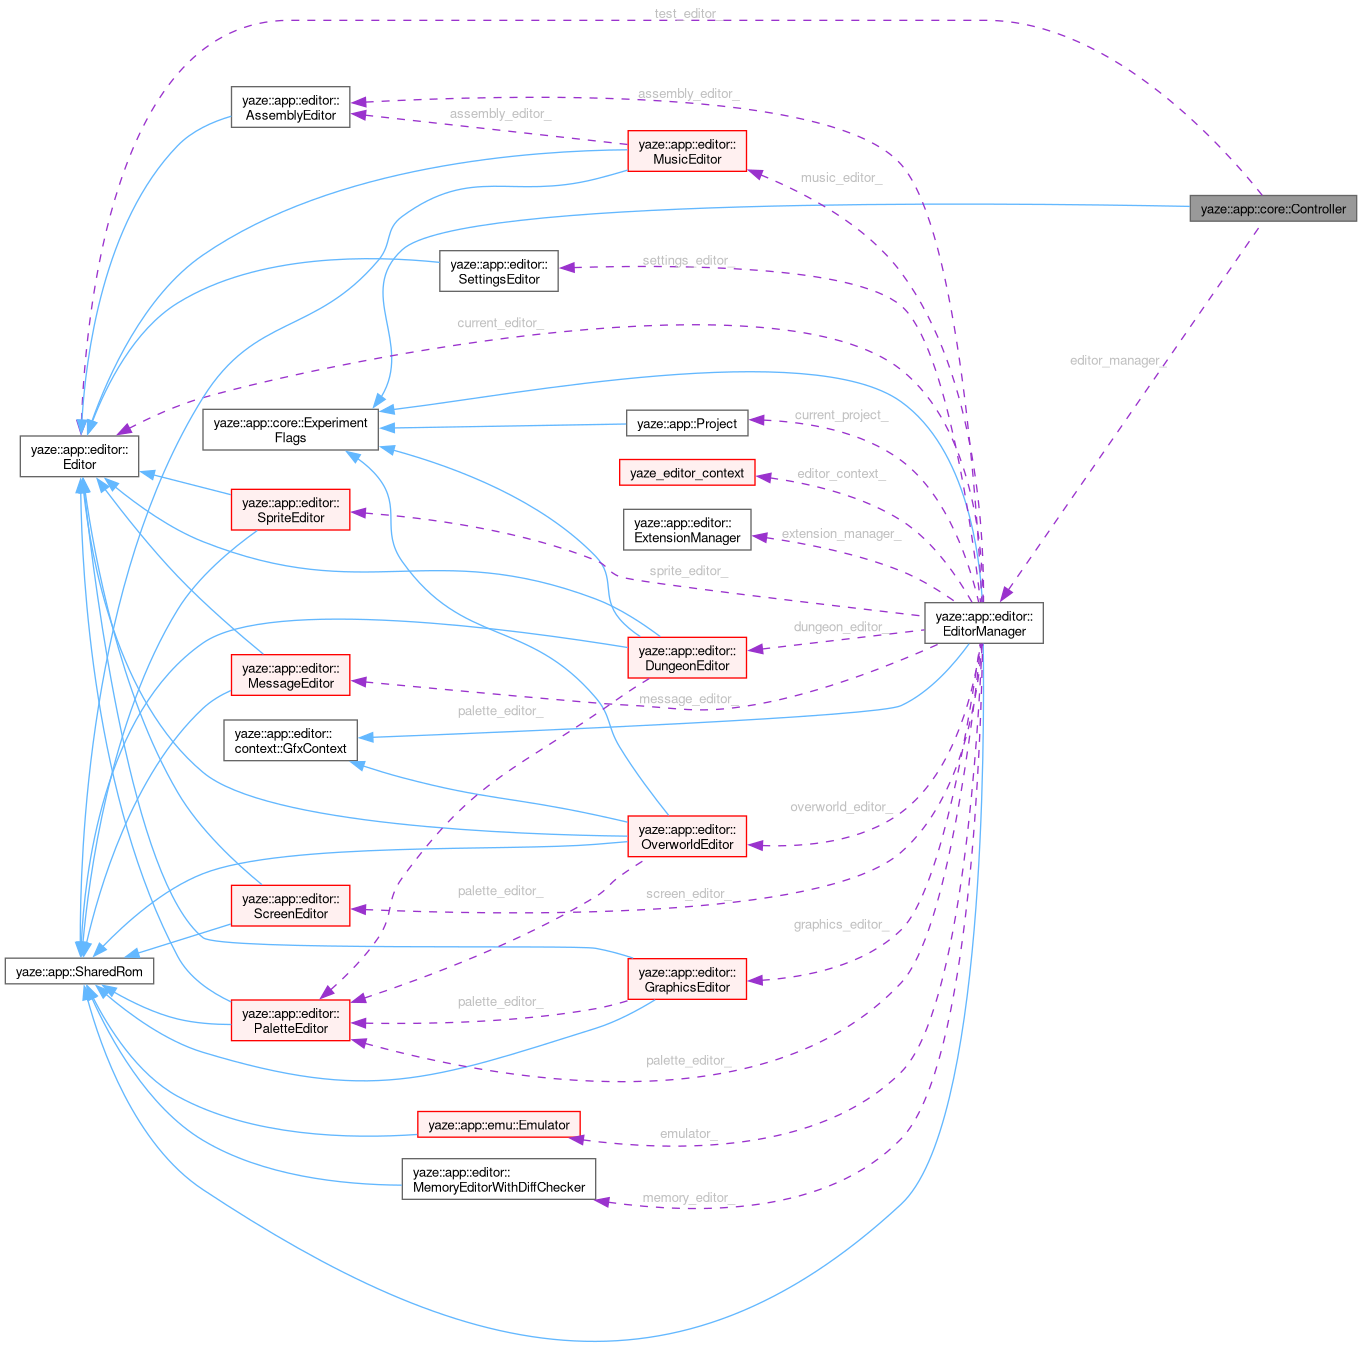 test_editor_
yaze::app::editor::
AssemblyEditor
assembly_editor_
assembly_editor_
yaze::app::editor::
MusicEditor
music_editor_
yaze::app::core::Controller
yaze::app::editor::
SettingsEditor
settings_editor_
current_editor_
editor_manager_
yaze::app::core::Experiment
Flags
yaze::app::Project
current_project_
yaze::app::editor::
Editor
yaze_editor_context
editor_context_
yaze::app::editor::
SpriteEditor
yaze::app::editor::
ExtensionManager
extension_manager_
sprite_editor_
yaze::app::editor::
EditorManager
dungeon_editor_
yaze::app::editor::
DungeonEditor
yaze::app::editor::
MessageEditor
message_editor_
palette_editor_
yaze::app::editor::
context::GfxContext
overworld_editor_
yaze::app::editor::
OverworldEditor
palette_editor_
screen_editor_
yaze::app::editor::
ScreenEditor
graphics_editor_
yaze::app::SharedRom
yaze::app::editor::
GraphicsEditor
palette_editor_
yaze::app::editor::
PaletteEditor
palette_editor_
yaze::app::emu::Emulator
emulator_
yaze::app::editor::
MemoryEditorWithDiffChecker
memory_editor_